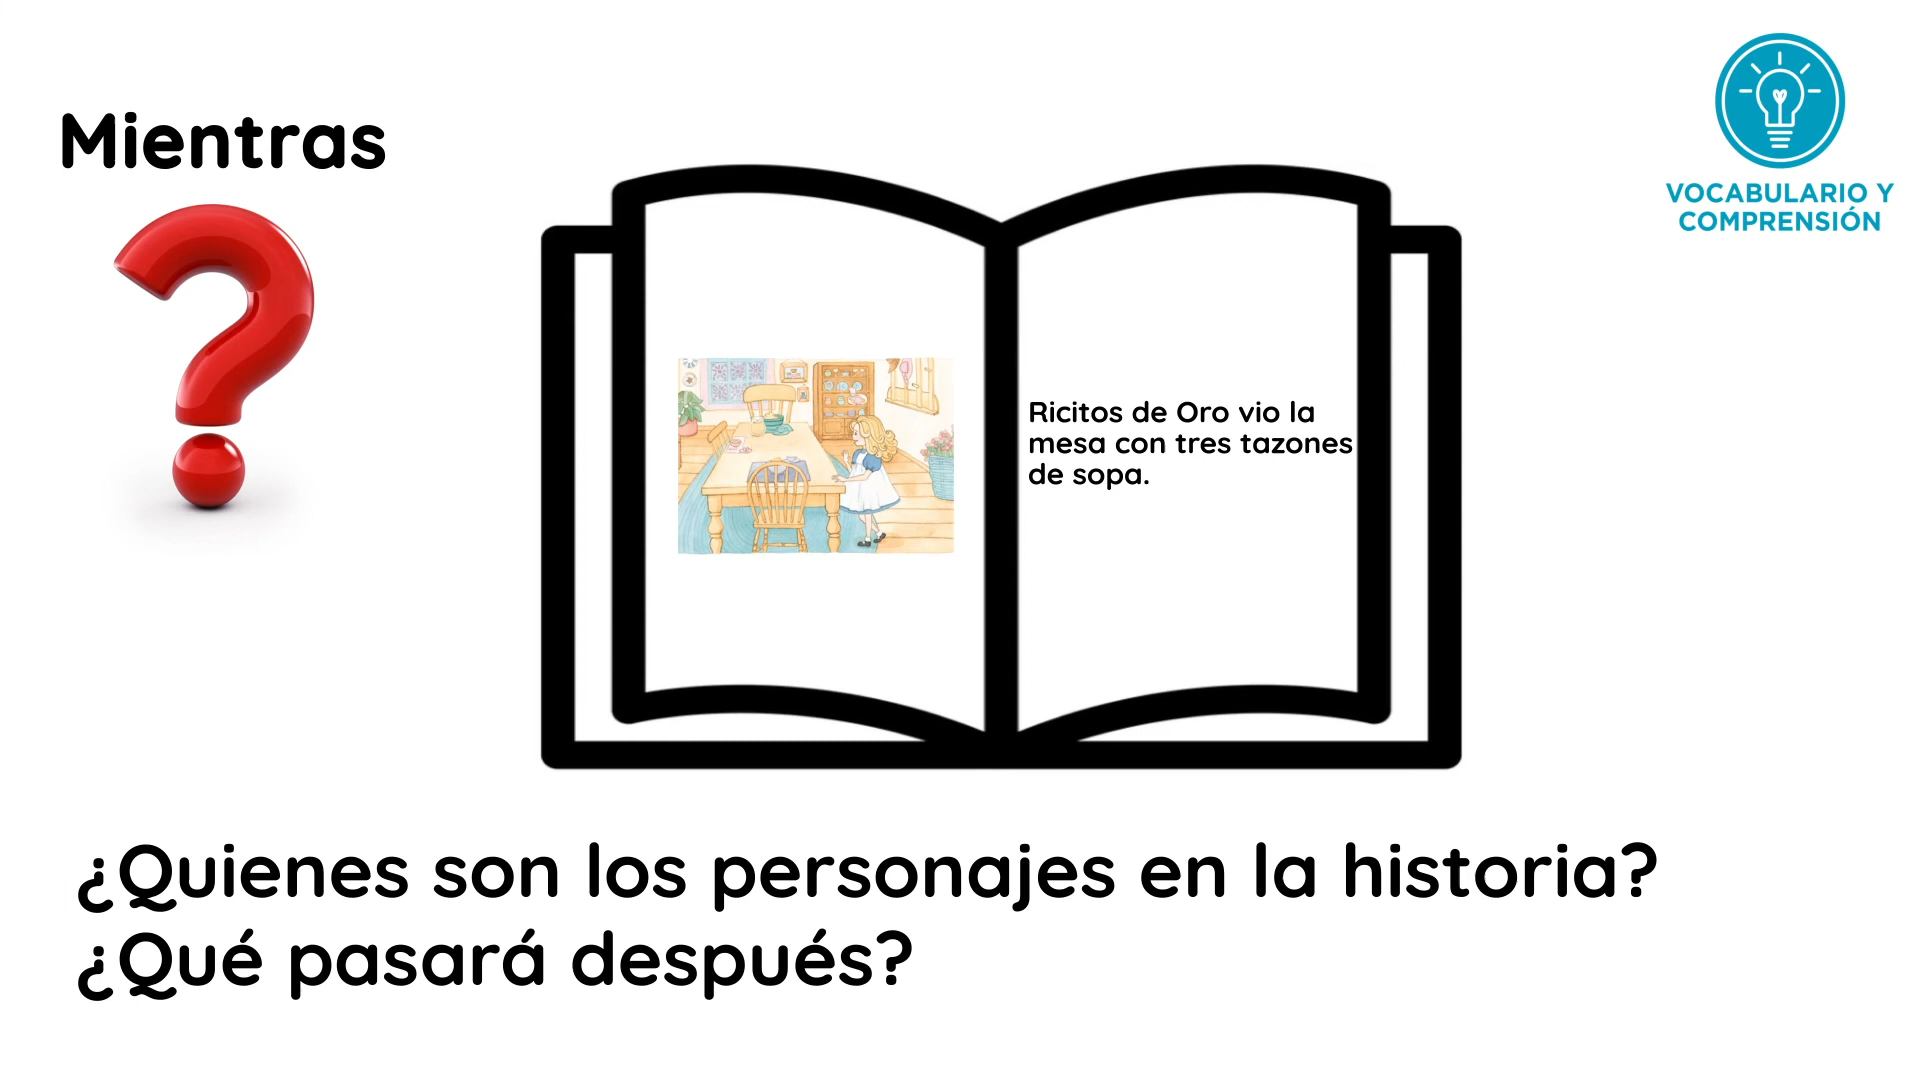 Mientras
VOCABULARIO Y
COMPRENSIÓN
Ricitos de Oro vio la
mesa con tres tazones
de sopa.
¿Quienes son los personajes en la historia?
¿Qué pasará después?